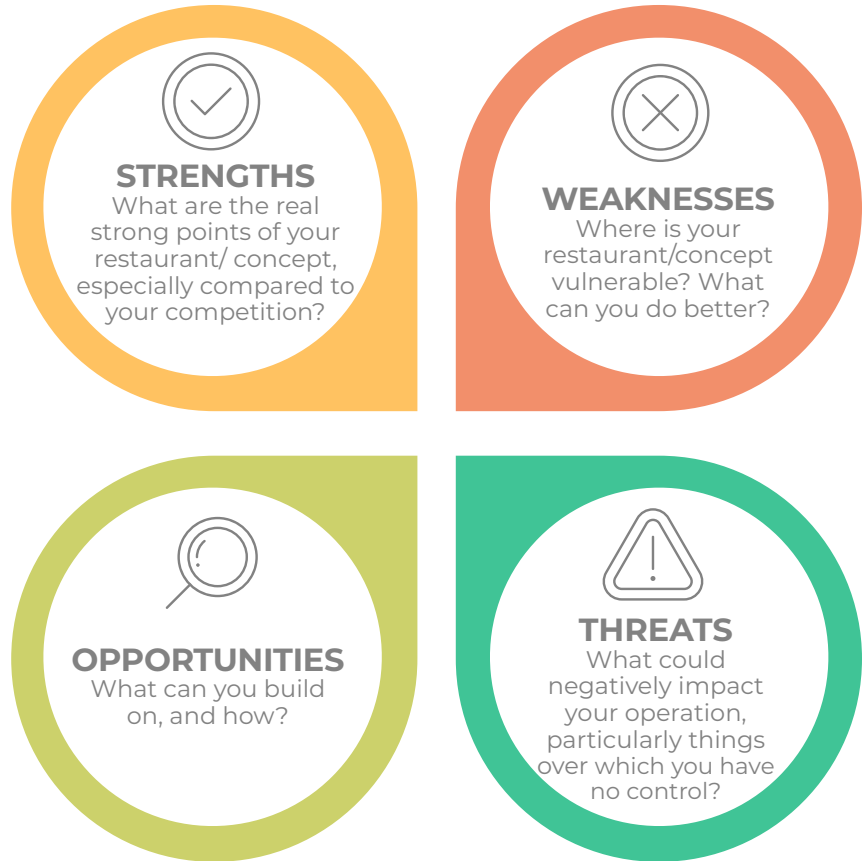 STRENGTHS
What are the real
strong points of your
restaurant/ concept,
especially compared to
your competition?
WEAKNESSES
Where is your
restaurant/concept
vulnerable? What
can you do better?
OPPORTUNITIES
What can you build
on, and how?
THREATS
What could
negatively impact
your operation,
particularly things
over which you have
no control?